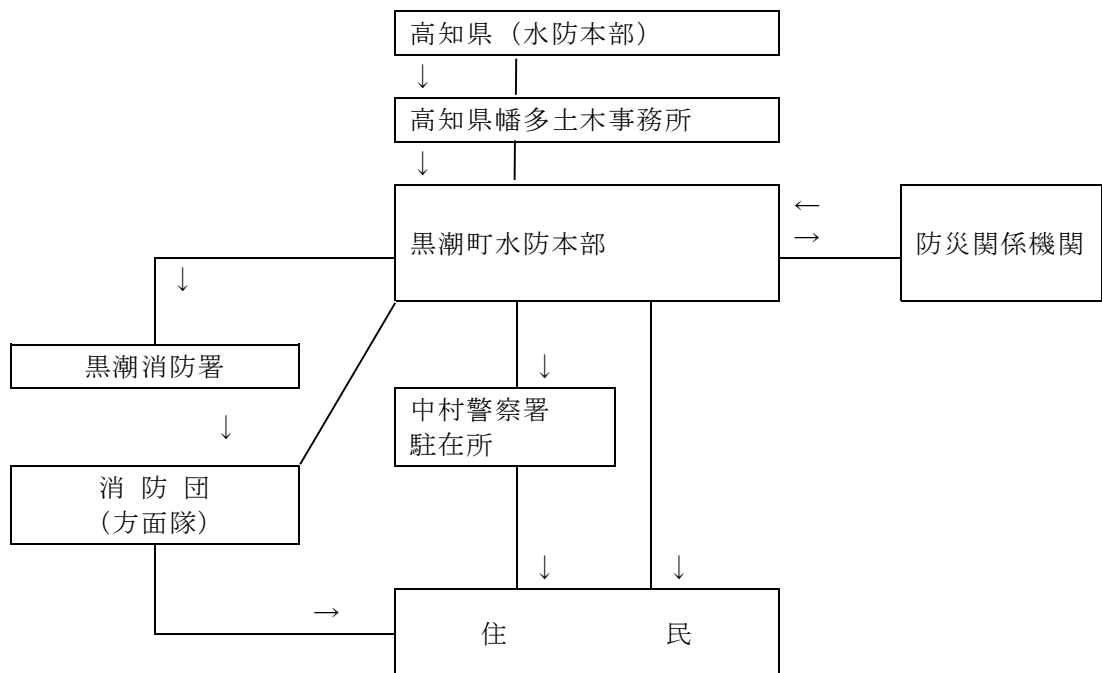 高知県（水防本部）
↓
高知県幡多土木事務所
↓
黒潮町水防本部
←
→
防災関係機関
↓
黒潮消防署
↓
中村警察署
駐在所
↓
消 防 団
（方面隊）
↓
↓
→
住 民